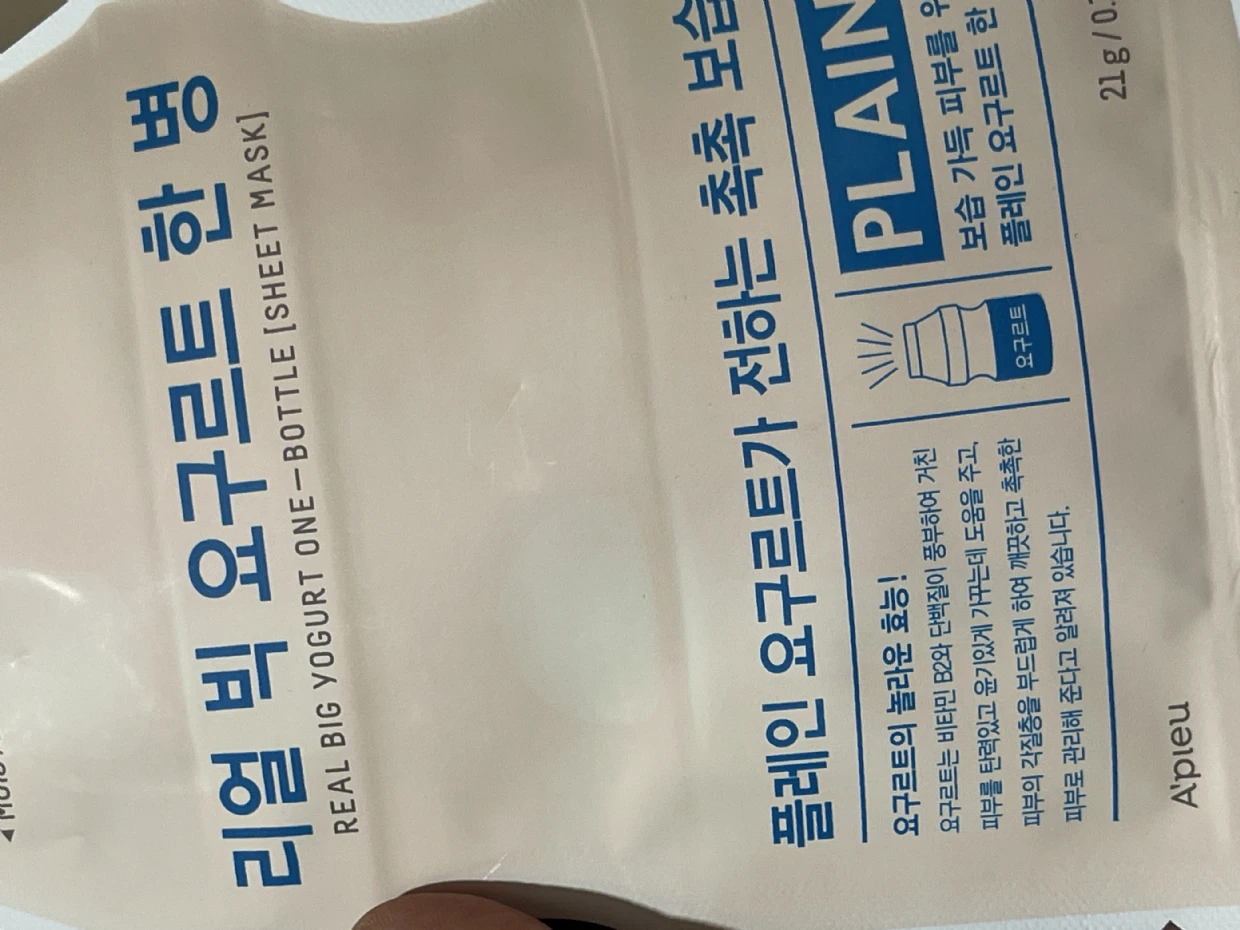 리얼 빅 요구르트 한 병
REAL BIG YOGURT ONE-BOTTLE [SHEET MASK]
플레인 요구르트가 전하는 촉촉 보습
요구르트의 놀라운 효능!
요구르트는 비타민 B2와 단백질이 풍부하여 거친
피부를 탄력있고 윤기있게 가꾸는데 도움을 주고,
피부의 각질층을 부드럽게 하여 깨끗하고 촉촉한
피부로 관리해 준다고 알려져 있습니다.
요구르트
PLAIN
보습 가득 피부를
플레인 요구르트 한
A'pieu
21g / 0.